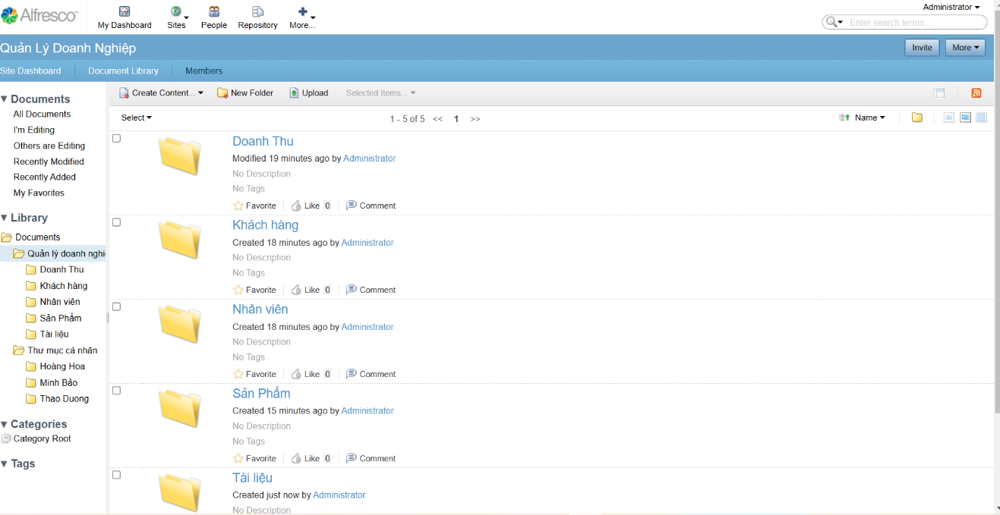 Alfresco™
My Dashboard Sites People Repository More...
Administrator
Enter search terms...
Quản Lý Doanh Nghiệp
Invite More
Site Dashboard Document Library Members
Documents
All Documents
I'm Editing
Others are Editing
Recently Modified
Recently Added
My Favorites
Library
Documents
Quản lý doanh nghi
Doanh Thu
Khách hàng
Nhân viên
Sản Phẩm
Tài liệu
Thư mục cá nhân
Hoàng Hoa
Minh Bảo
Thao Duong
Categories
Category Root
Tags
Create Content... New Folder Upload Selected Items...
Select 1 - 5 of 5 << 1 >> Name
Doanh Thu
Modified 19 minutes ago by Administrator
No Description
No Tags
Favorite Like 0 Comment
Khách hàng
Created 18 minutes ago by Administrator
No Description
No Tags
Favorite Like 0 Comment
Nhân viên
Created 18 minutes ago by Administrator
No Description
No Tags
Favorite Like 0 Comment
Sản Phẩm
Created 15 minutes ago by Administrator
No Description
No Tags
Favorite Like 0 Comment
Tài liệu
Created just now by Administrator
No Description